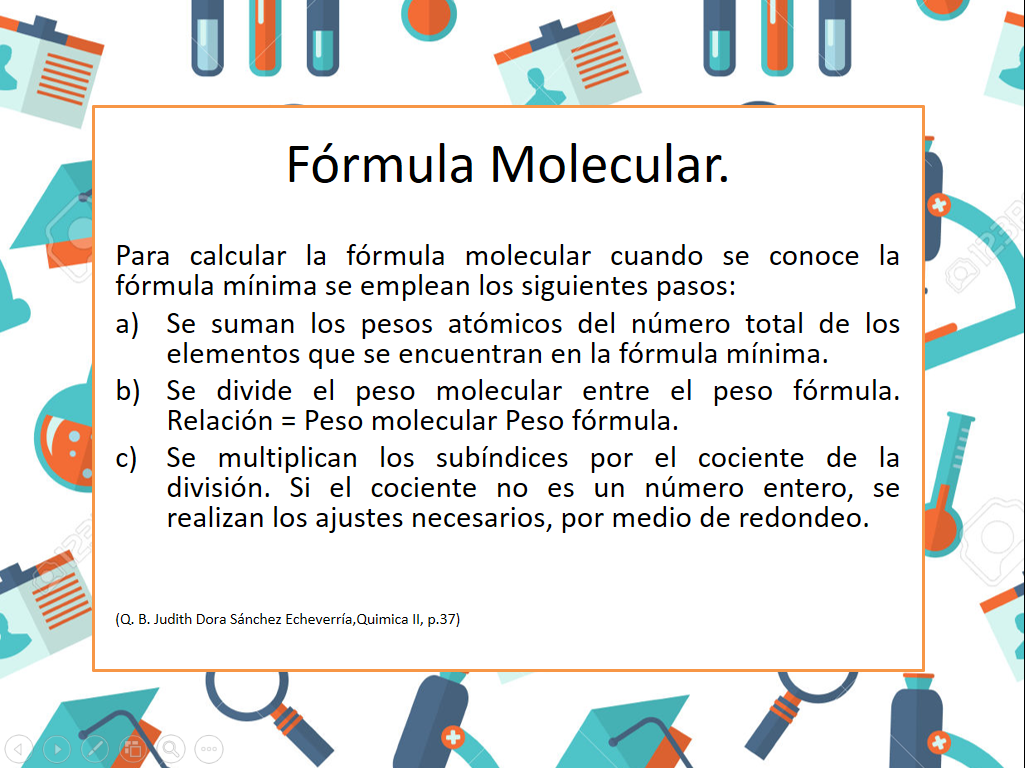 Fórmula Molecular.
Para calcular la fórmula molecular cuando se conoce la
fórmula mínima se emplean los siguientes pasos:
a) Se suman los pesos atómicos del número total de los
elementos que se encuentran en la fórmula mínima.
b) Se divide el peso molecular entre el peso fórmula.
Relación = Peso molecular Peso fórmula.
c) Se multiplican los subíndices por el cociente de la
división. Si el cociente no es un número entero, se
realizan los ajustes necesarios, por medio de redondeo.
(Q. B. Judith Dora Sánchez Echeverría,Quimica II, p.37)